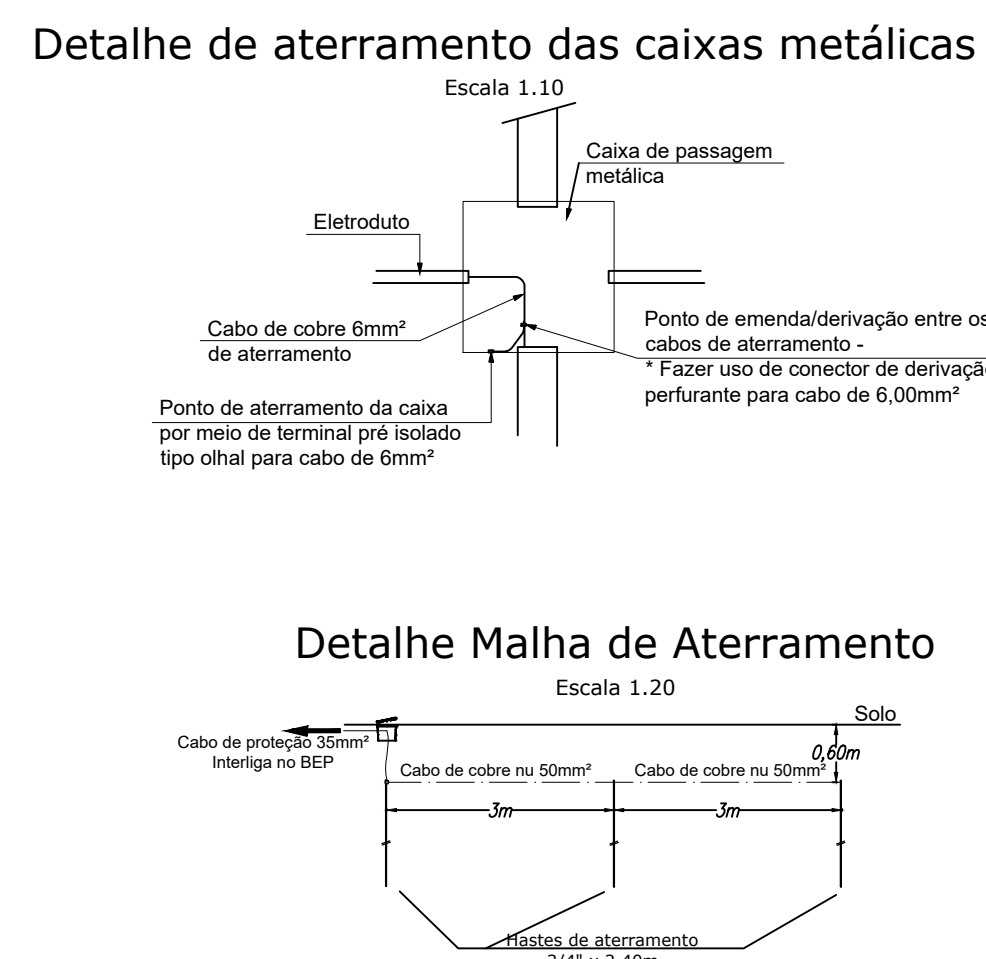 Detalhe de aterramento das caixas metálicas
Escala 1.10
Caixa de passagem
metálica
Eletroduto
Cabo de cobre 6mm²
de aterramento
Ponto de emenda/derivação entre os
cabos de aterramento -
* Fazer uso de conector de derivação
perfurante para cabo de 6,00mm²
Ponto de aterramento da caixa
por meio de terminal pré isolado
tipo olhal para cabo de 6mm²
Detalhe Malha de Aterramento
Escala 1.20
Solo
Cabo de proteção 35mm²
Interliga no BEP
0,60m
Cabo de cobre nu 50mm²
Cabo de cobre nu 50mm²
3m
3m
Hastes de aterramento